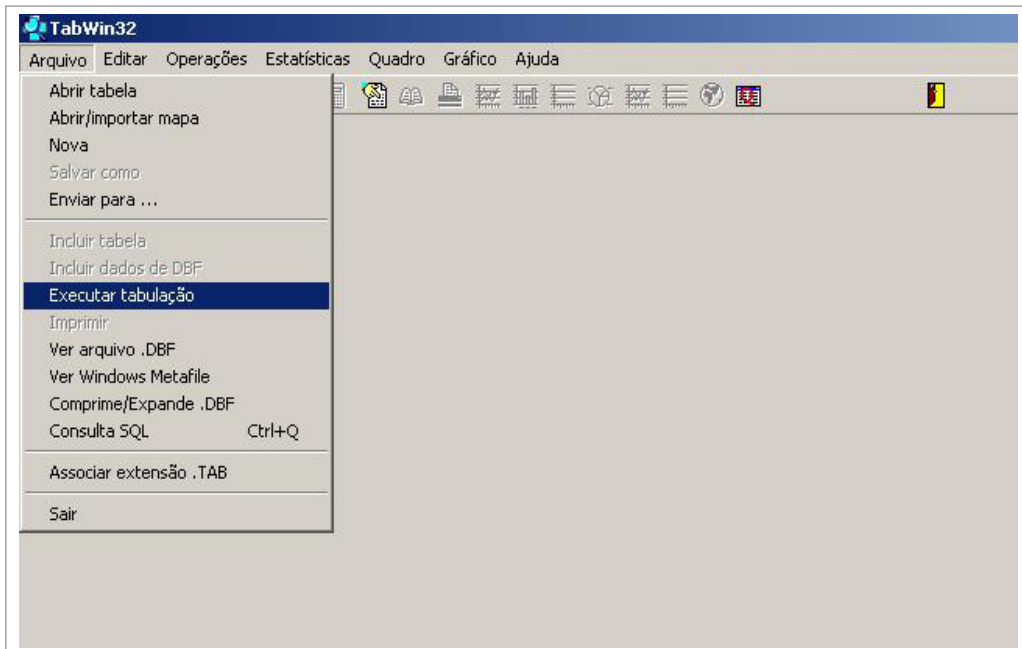 TabWin32
Arquivo Editar Operações Estatísticas Quadro Gráfico Ajuda
Abrir tabela
Abrir/importar mapa
Nova
Salvar como
Enviar para ...
Incluir tabela
Incluir dados de DBF
Executar tabulação
Imprimir
Ver arquivo .DBF
Ver Windows Metafile
Comprime/Expande .DBF
Consulta SQL Ctrl+Q
Associar extensão .TAB
Sair